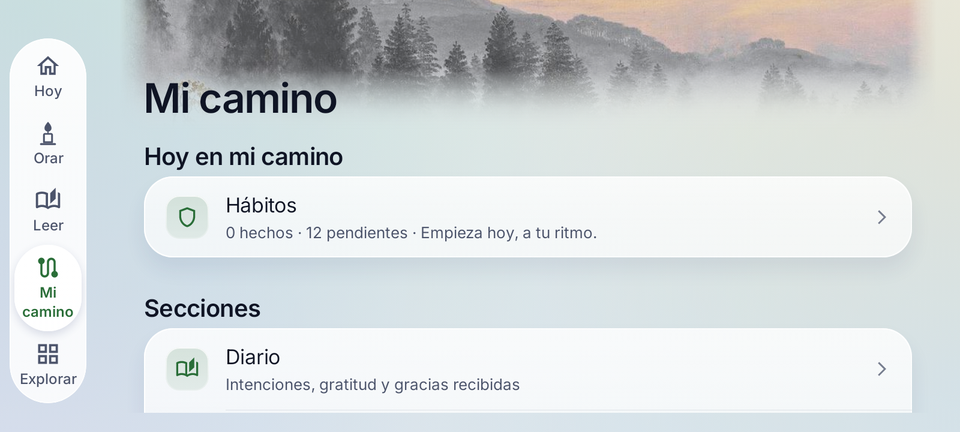 Hoy
Orar
Leer
Mi
camino
Explorar
Mi camino
Hoy en mi camino
Hábitos
0 hechos · 12 pendientes · Empieza hoy, a tu ritmo.
Secciones
Diario
Intenciones, gratitud y gracias recibidas